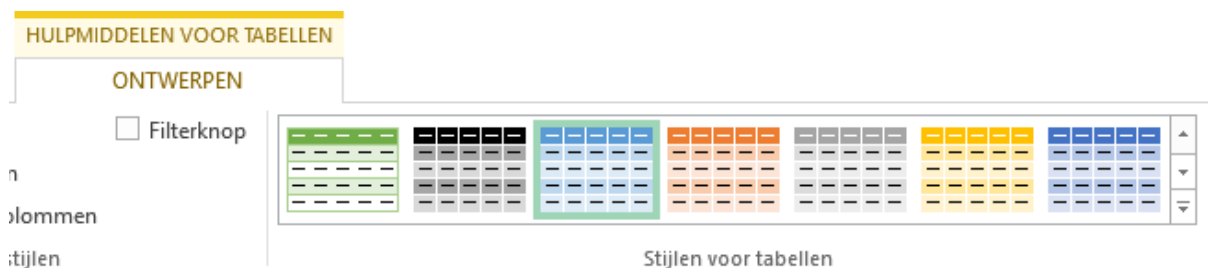 HULPMIDDELEN VOOR TABELLEN
ONTWERPEN
Filterknop
n
olommen
stijlen
Stijlen voor tabellen